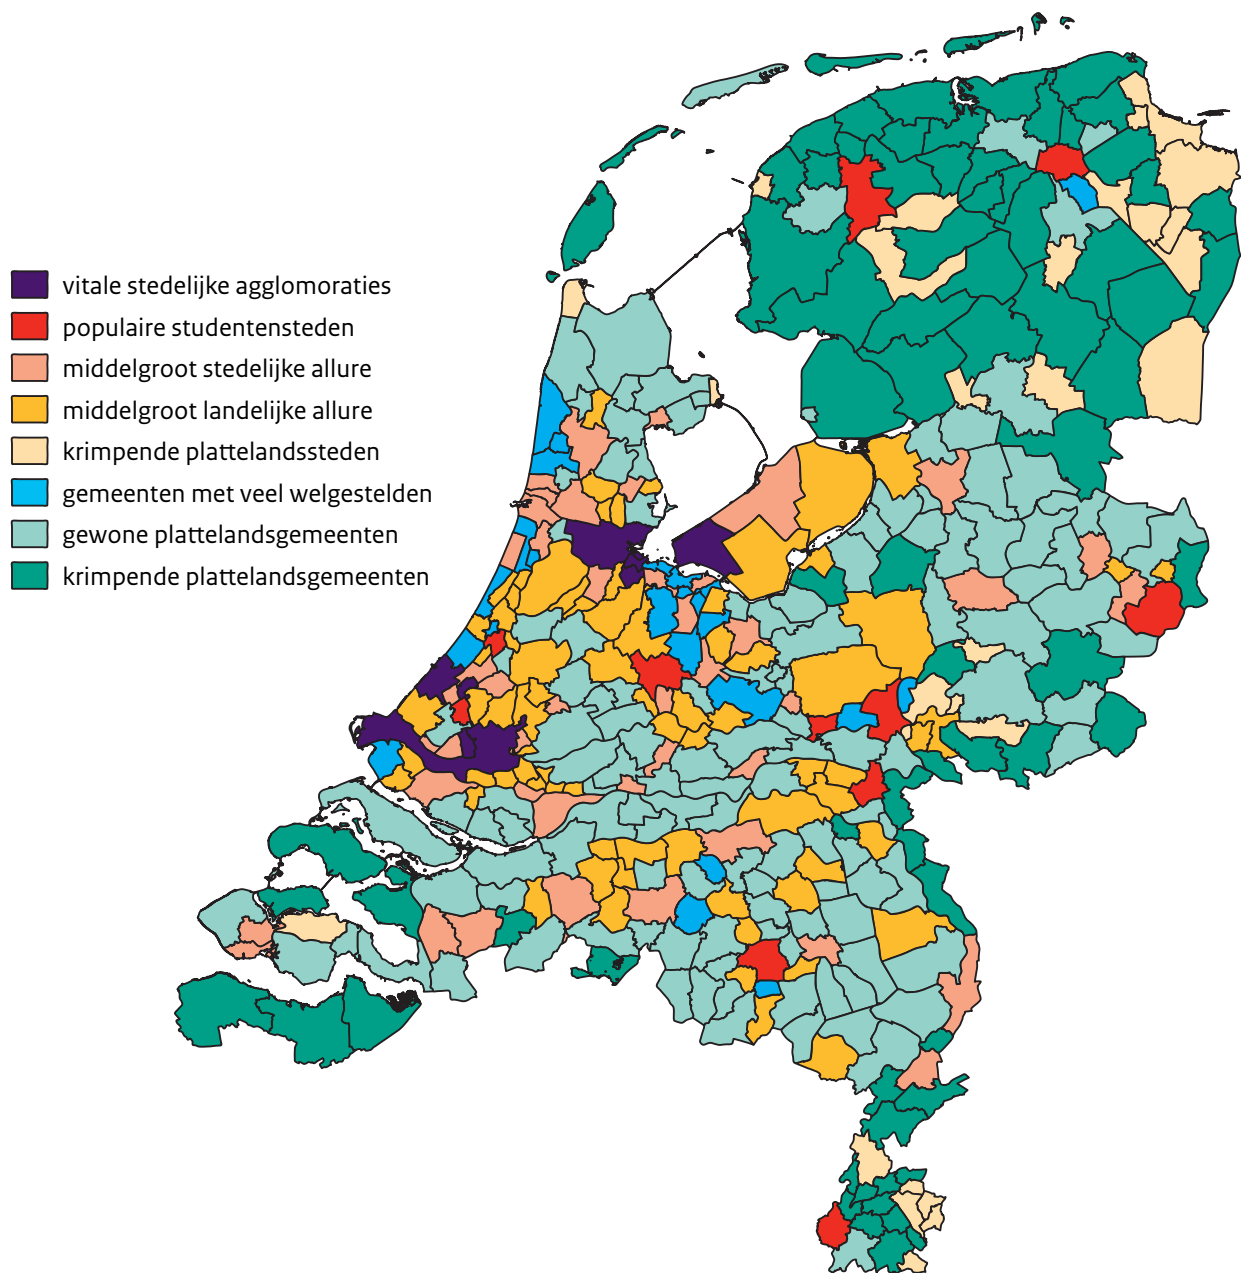 vitale stedelijke agglomoraties
populaire studentensteden
middelgroot stedelijke allure
middelgroot landelijke allure
krimpende plattelandssteden
gemeenten met veel welgestelden
gewone plattelandsgemeenten
krimpende plattelandsgemeenten